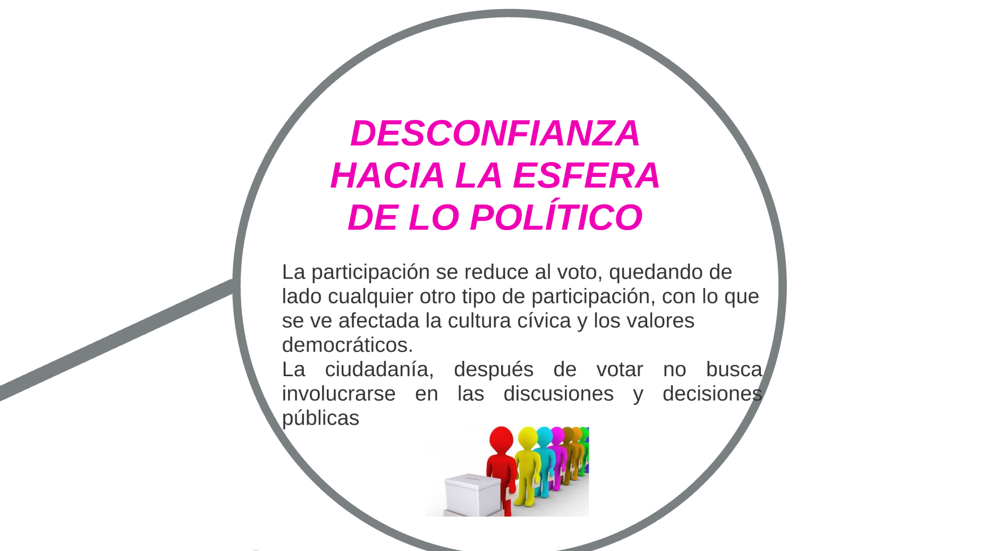 DESCONFIANZA
HACIA LA ESFERA
DE LO POLÍTICO
La participación se reduce al voto, quedando de
lado cualquier otro tipo de participación, con lo que
se ve afectada la cultura cívica y los valores
democráticos.
La ciudadanía, después de votar no busca
involucrarse en las discusiones y decisiones
públicas